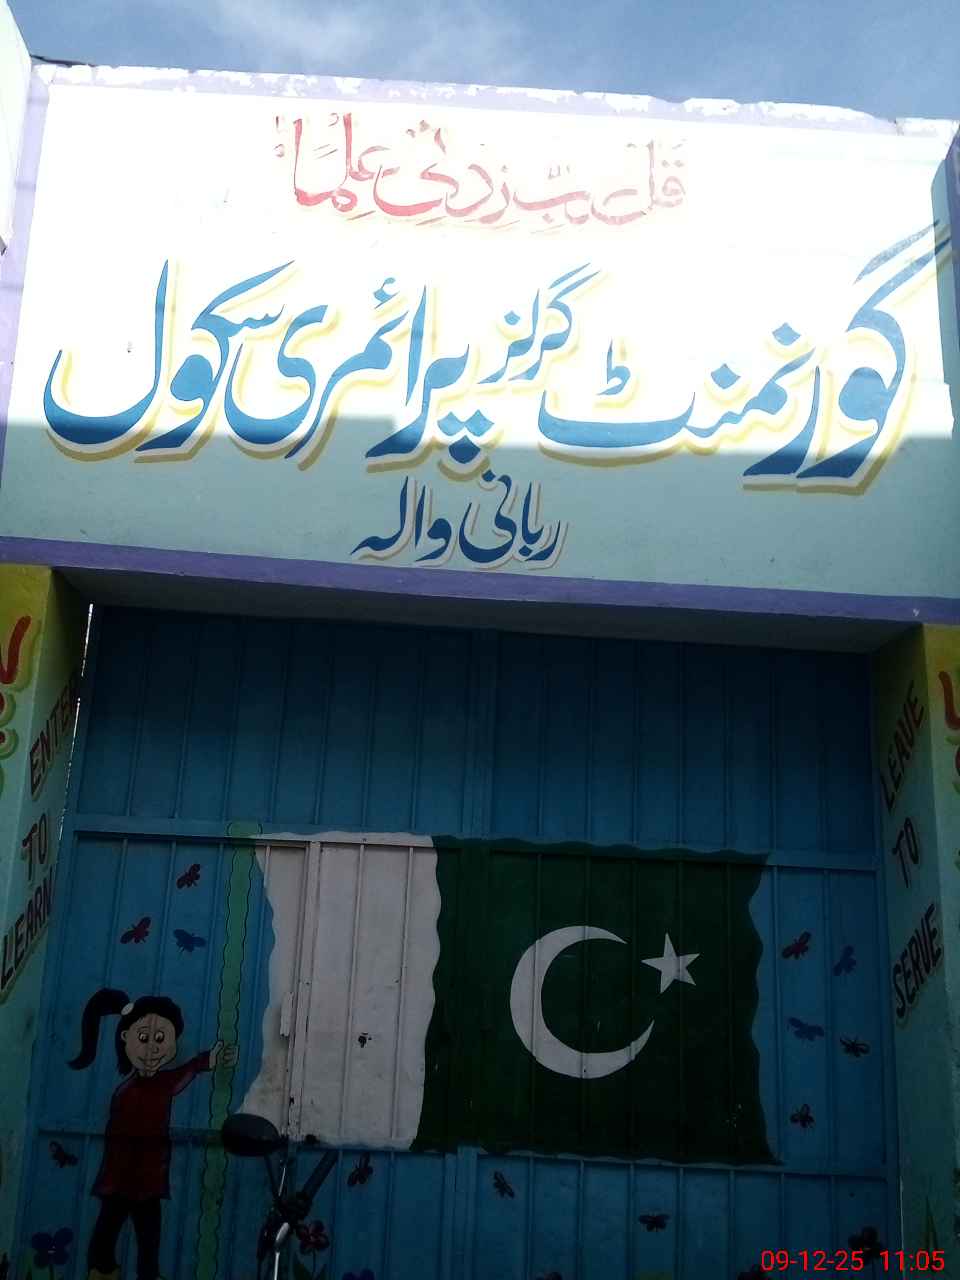 قل رب زدنی علما
گورنمنٹ گرلز پرائمری سکول
ربانی والہ
ENTER
TO
LEARN
LEAVE
TO
SERVE
09-12-25 11:05